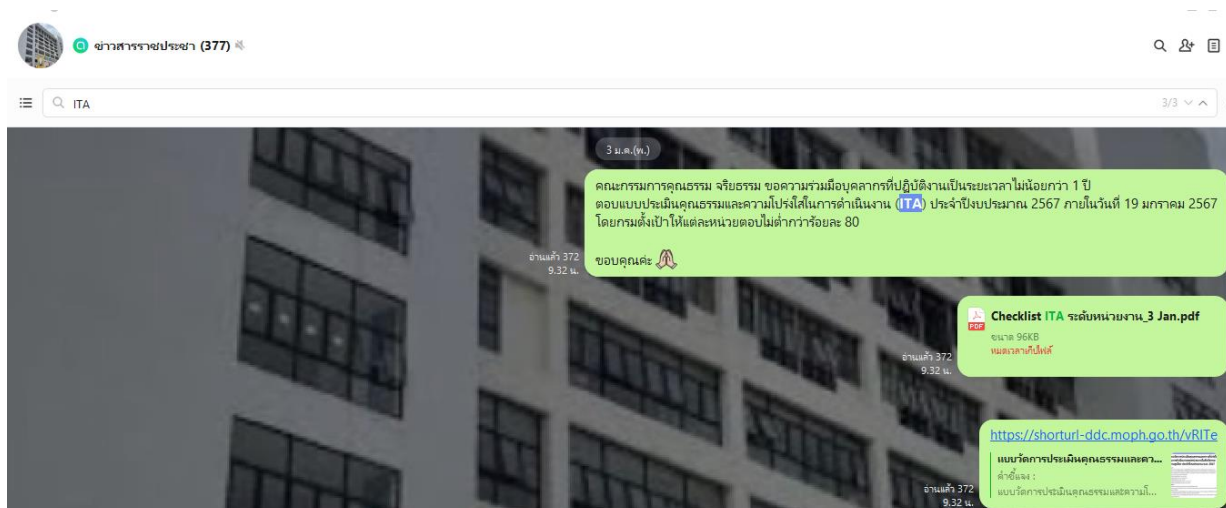 ข่าวสารราชประชา (377)
ITA
3/3
3 ม.ค.(พ.)
คณะกรรมการคุณธรรม จริยธรรม ขอความร่วมมือบุคลากรที่ปฏิบัติงานเป็นระยะเวลาไม่น้อยกว่า 1 ปี
ตอบแบบประเมินคุณธรรมและความโปร่งใสในการดำเนินงาน (ITA) ประจำปีงบประมาณ 2567 ภายในวันที่ 19 มกราคม 2567
โดยกรมตั้งเป้าให้แต่ละหน่วยตอบไม่ต่ำกว่าร้อยละ 80
ขอบคุณค่ะ
อ่านแล้ว 372
9.32 น.
Checklist ITA ระดับหน่วยงาน_3 Jan.pdf
PDF
ขนาด 96KB
หมดเวลาเก็บไฟล์
อ่านแล้ว 372
9.32 น.
https://shorturl-ddc.moph.go.th/vRITe
แบบวัดการประเมินคุณธรรมและคว...
คำชี้แจง :
แบบวัดการประเมินคุณธรรมและความโ...
อ่านแล้ว 372
9.32 น.